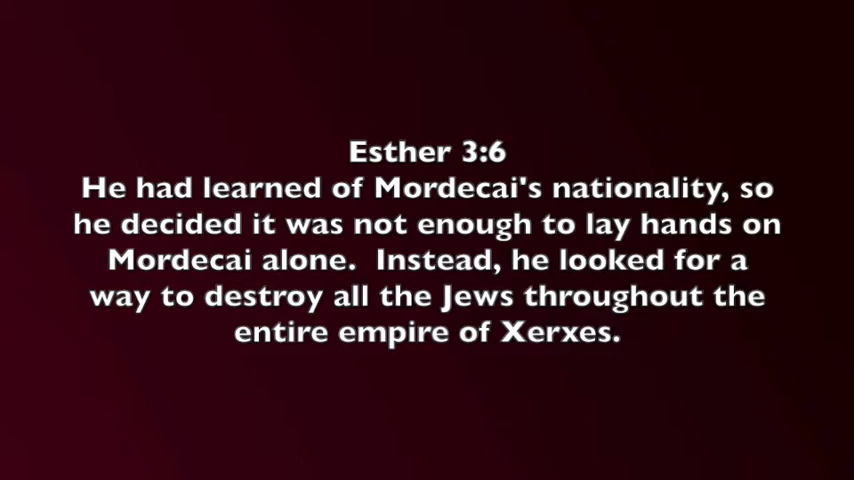 Esther 3:6
He had learned of Mordecai's nationality, so
he decided it was not enough to lay hands on
Mordecai alone.  Instead, he looked for a
way to destroy all the Jews throughout the
entire empire of Xerxes.